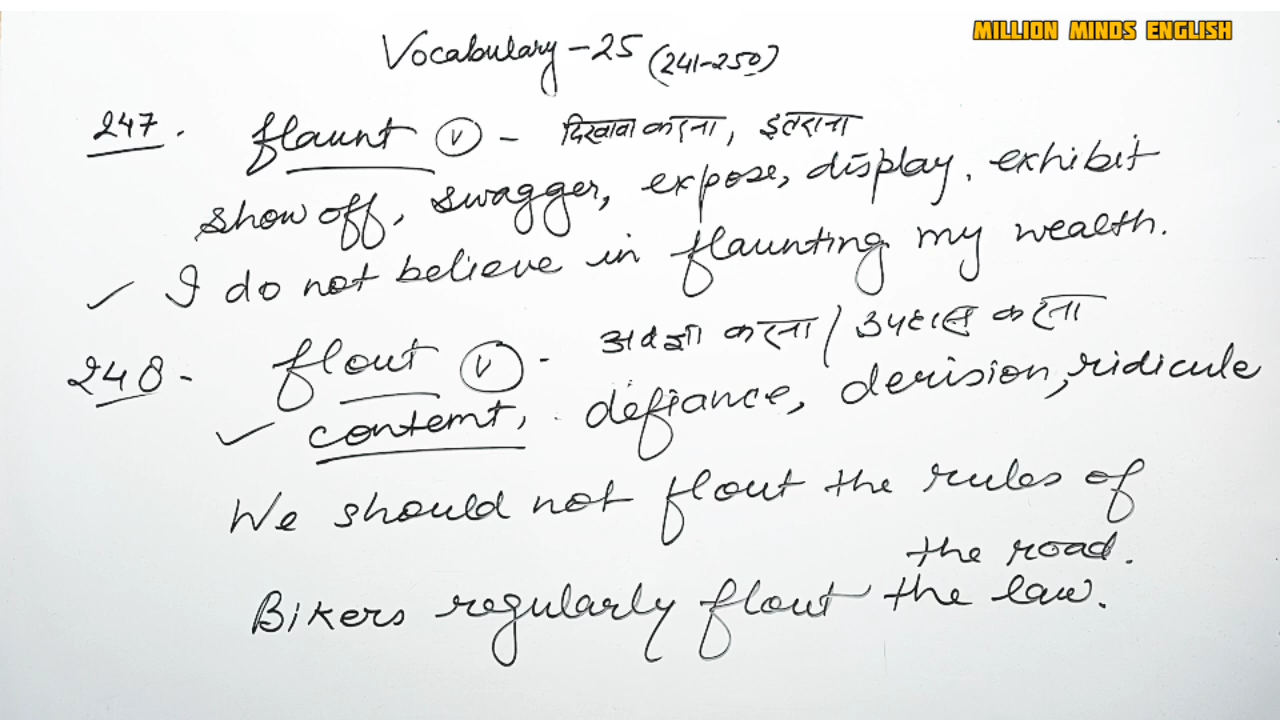 MILLION MINDS ENGLISH
Vocabulary - 25 (241-250)
247. flaunt (v) - दिखावा करना, इतराना
show off, swagger, expose, display, exhibit
✓ I do not believe in flaunting my wealth.
248 - flout (v) - अवज्ञा करना / उपहास करना
✓ contemt, defiance, derision, ridicule
We should not flout the rules of
the road.
Bikers regularly flout the law.